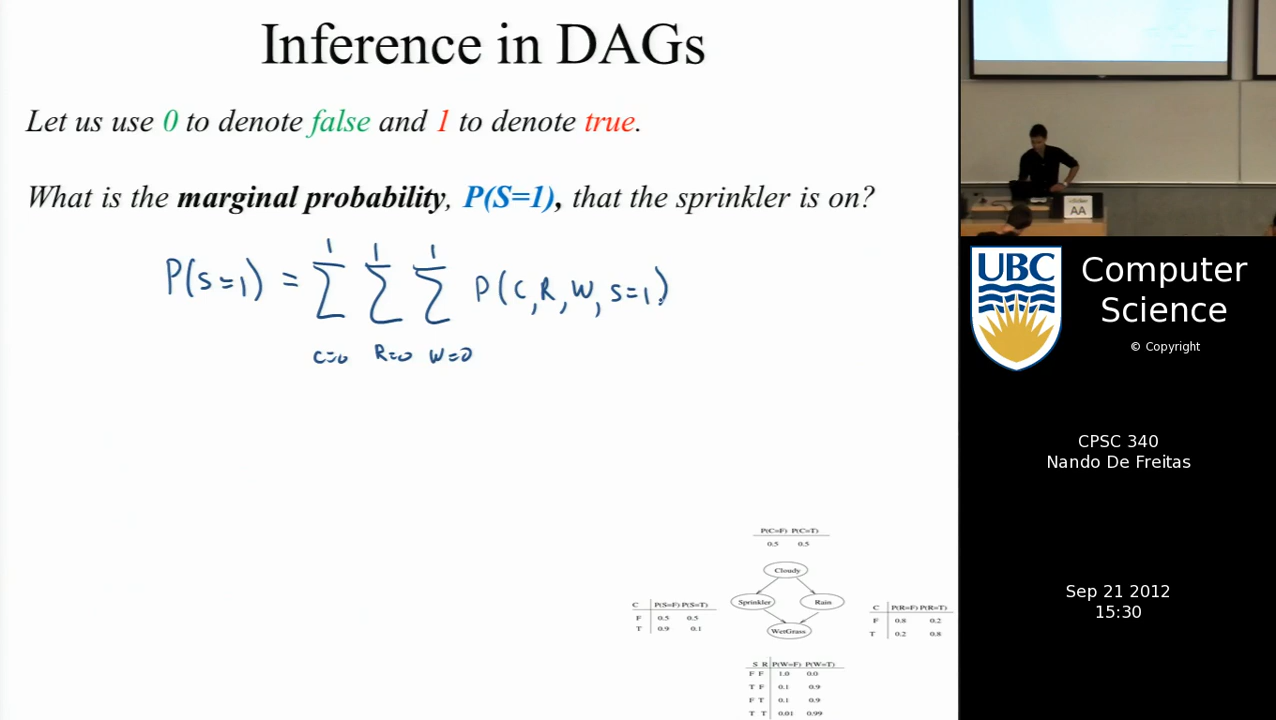 Inference in DAGs
Let us use 0 to denote false and 1 to denote true.
What is the marginal probability, P(S=1), that the sprinkler is on?
P(S=1) = ∑ ∑ ∑ P(C,R,W,S=1)
1 1 1
C=0 R=0 W=0
P(C=F) P(C=T)
0.5 0.5
Cloudy
Sprinkler
Rain
WetGrass
C P(S=F) P(S=T)
F 0.5 0.5
T 0.9 0.1
C P(R=F) P(R=T)
F 0.8 0.2
T 0.2 0.8
S R P(W=F) P(W=T)
F F 1.0 0.0
T F 0.1 0.9
F T 0.1 0.9
T T 0.01 0.99
AA
UBC
Computer
Science
© Copyright
CPSC 340
Nando De Freitas
Sep 21 2012
15:30